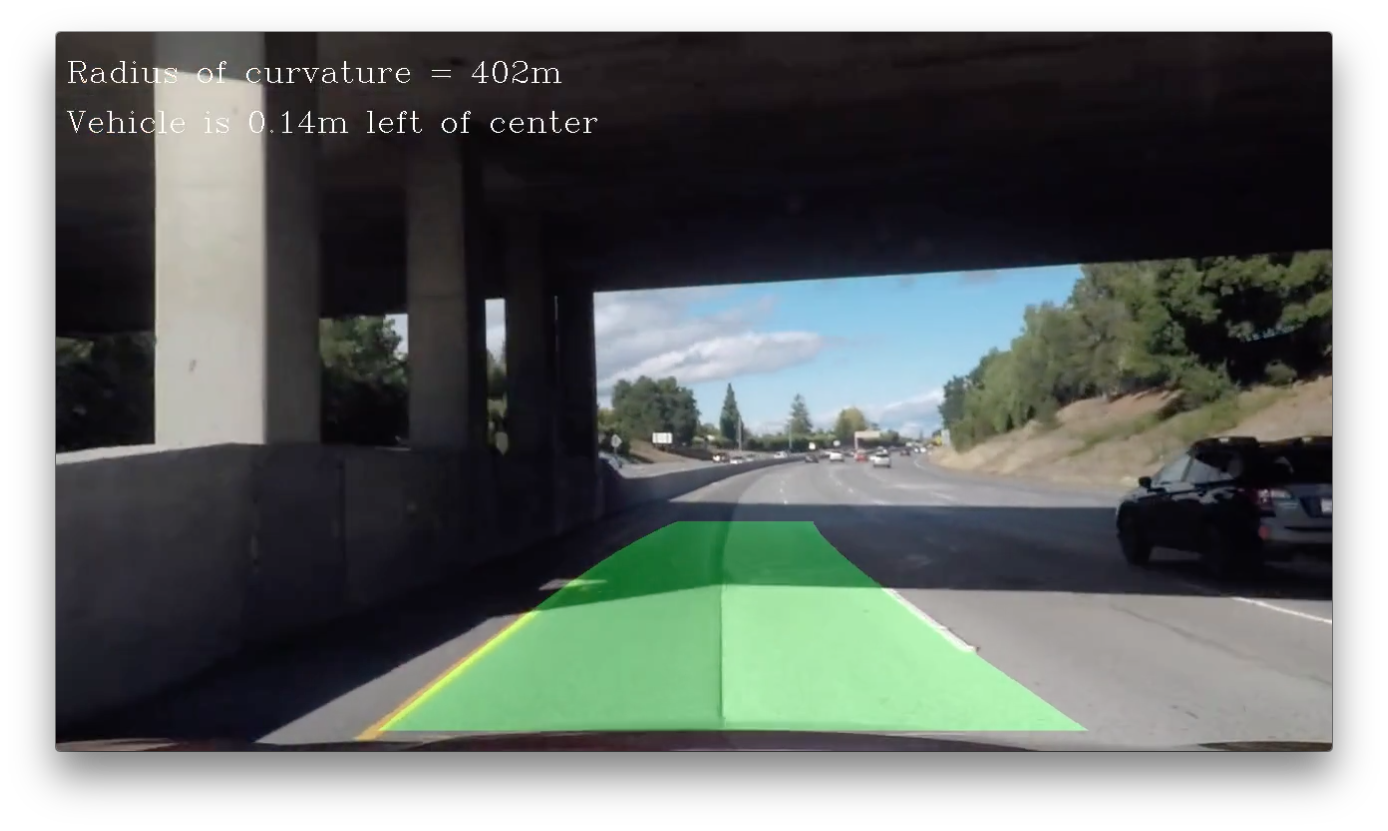 Radius of curvature = 402m
Vehicle is 0.14m left of center